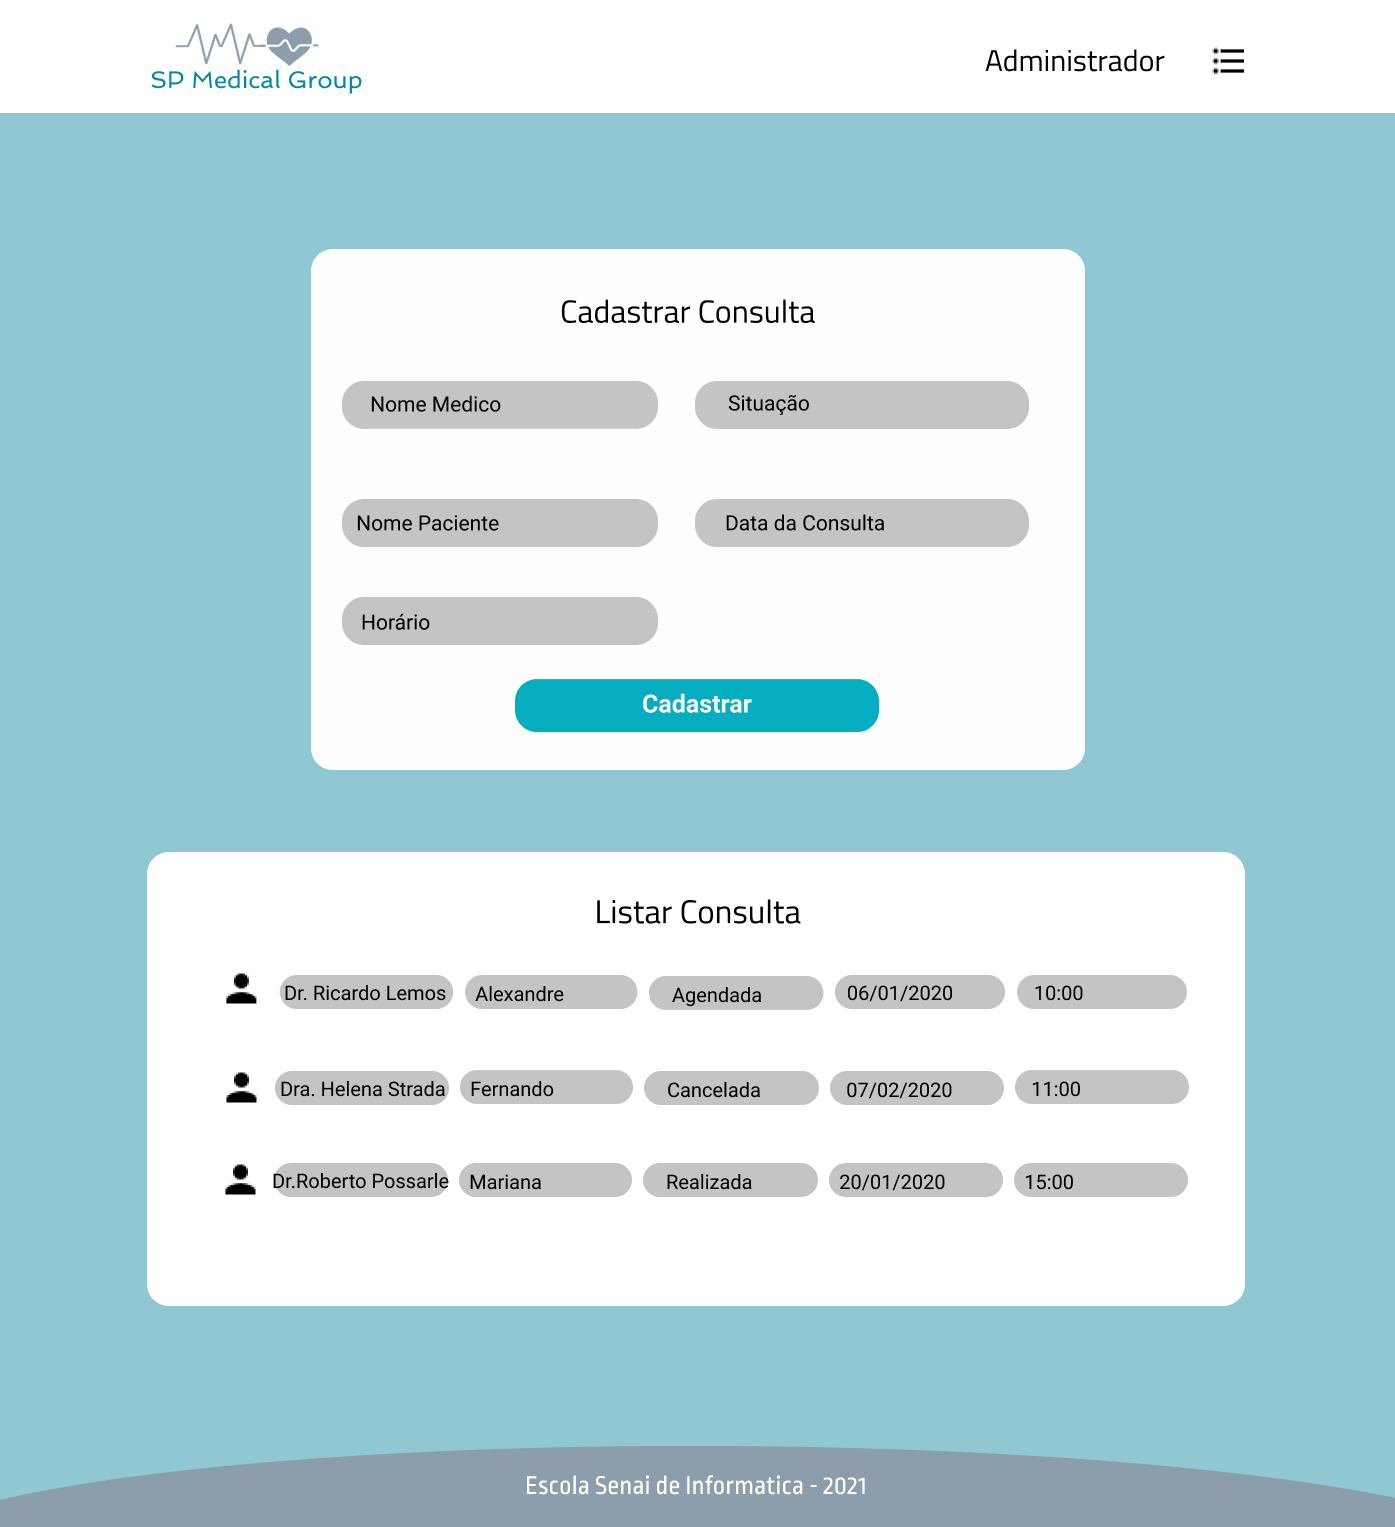 SP Medical Group
Administrador
Cadastrar Consulta
Nome Medico
Situação
Nome Paciente
Data da Consulta
Horário
Cadastrar
Listar Consulta
Dr. Ricardo Lemos Alexandre Agendada 06/01/2020 10:00
Dra. Helena Strada Fernando Cancelada 07/02/2020 11:00
Dr.Roberto Possarle Mariana Realizada 20/01/2020 15:00
Escola Senai de Informatica - 2021